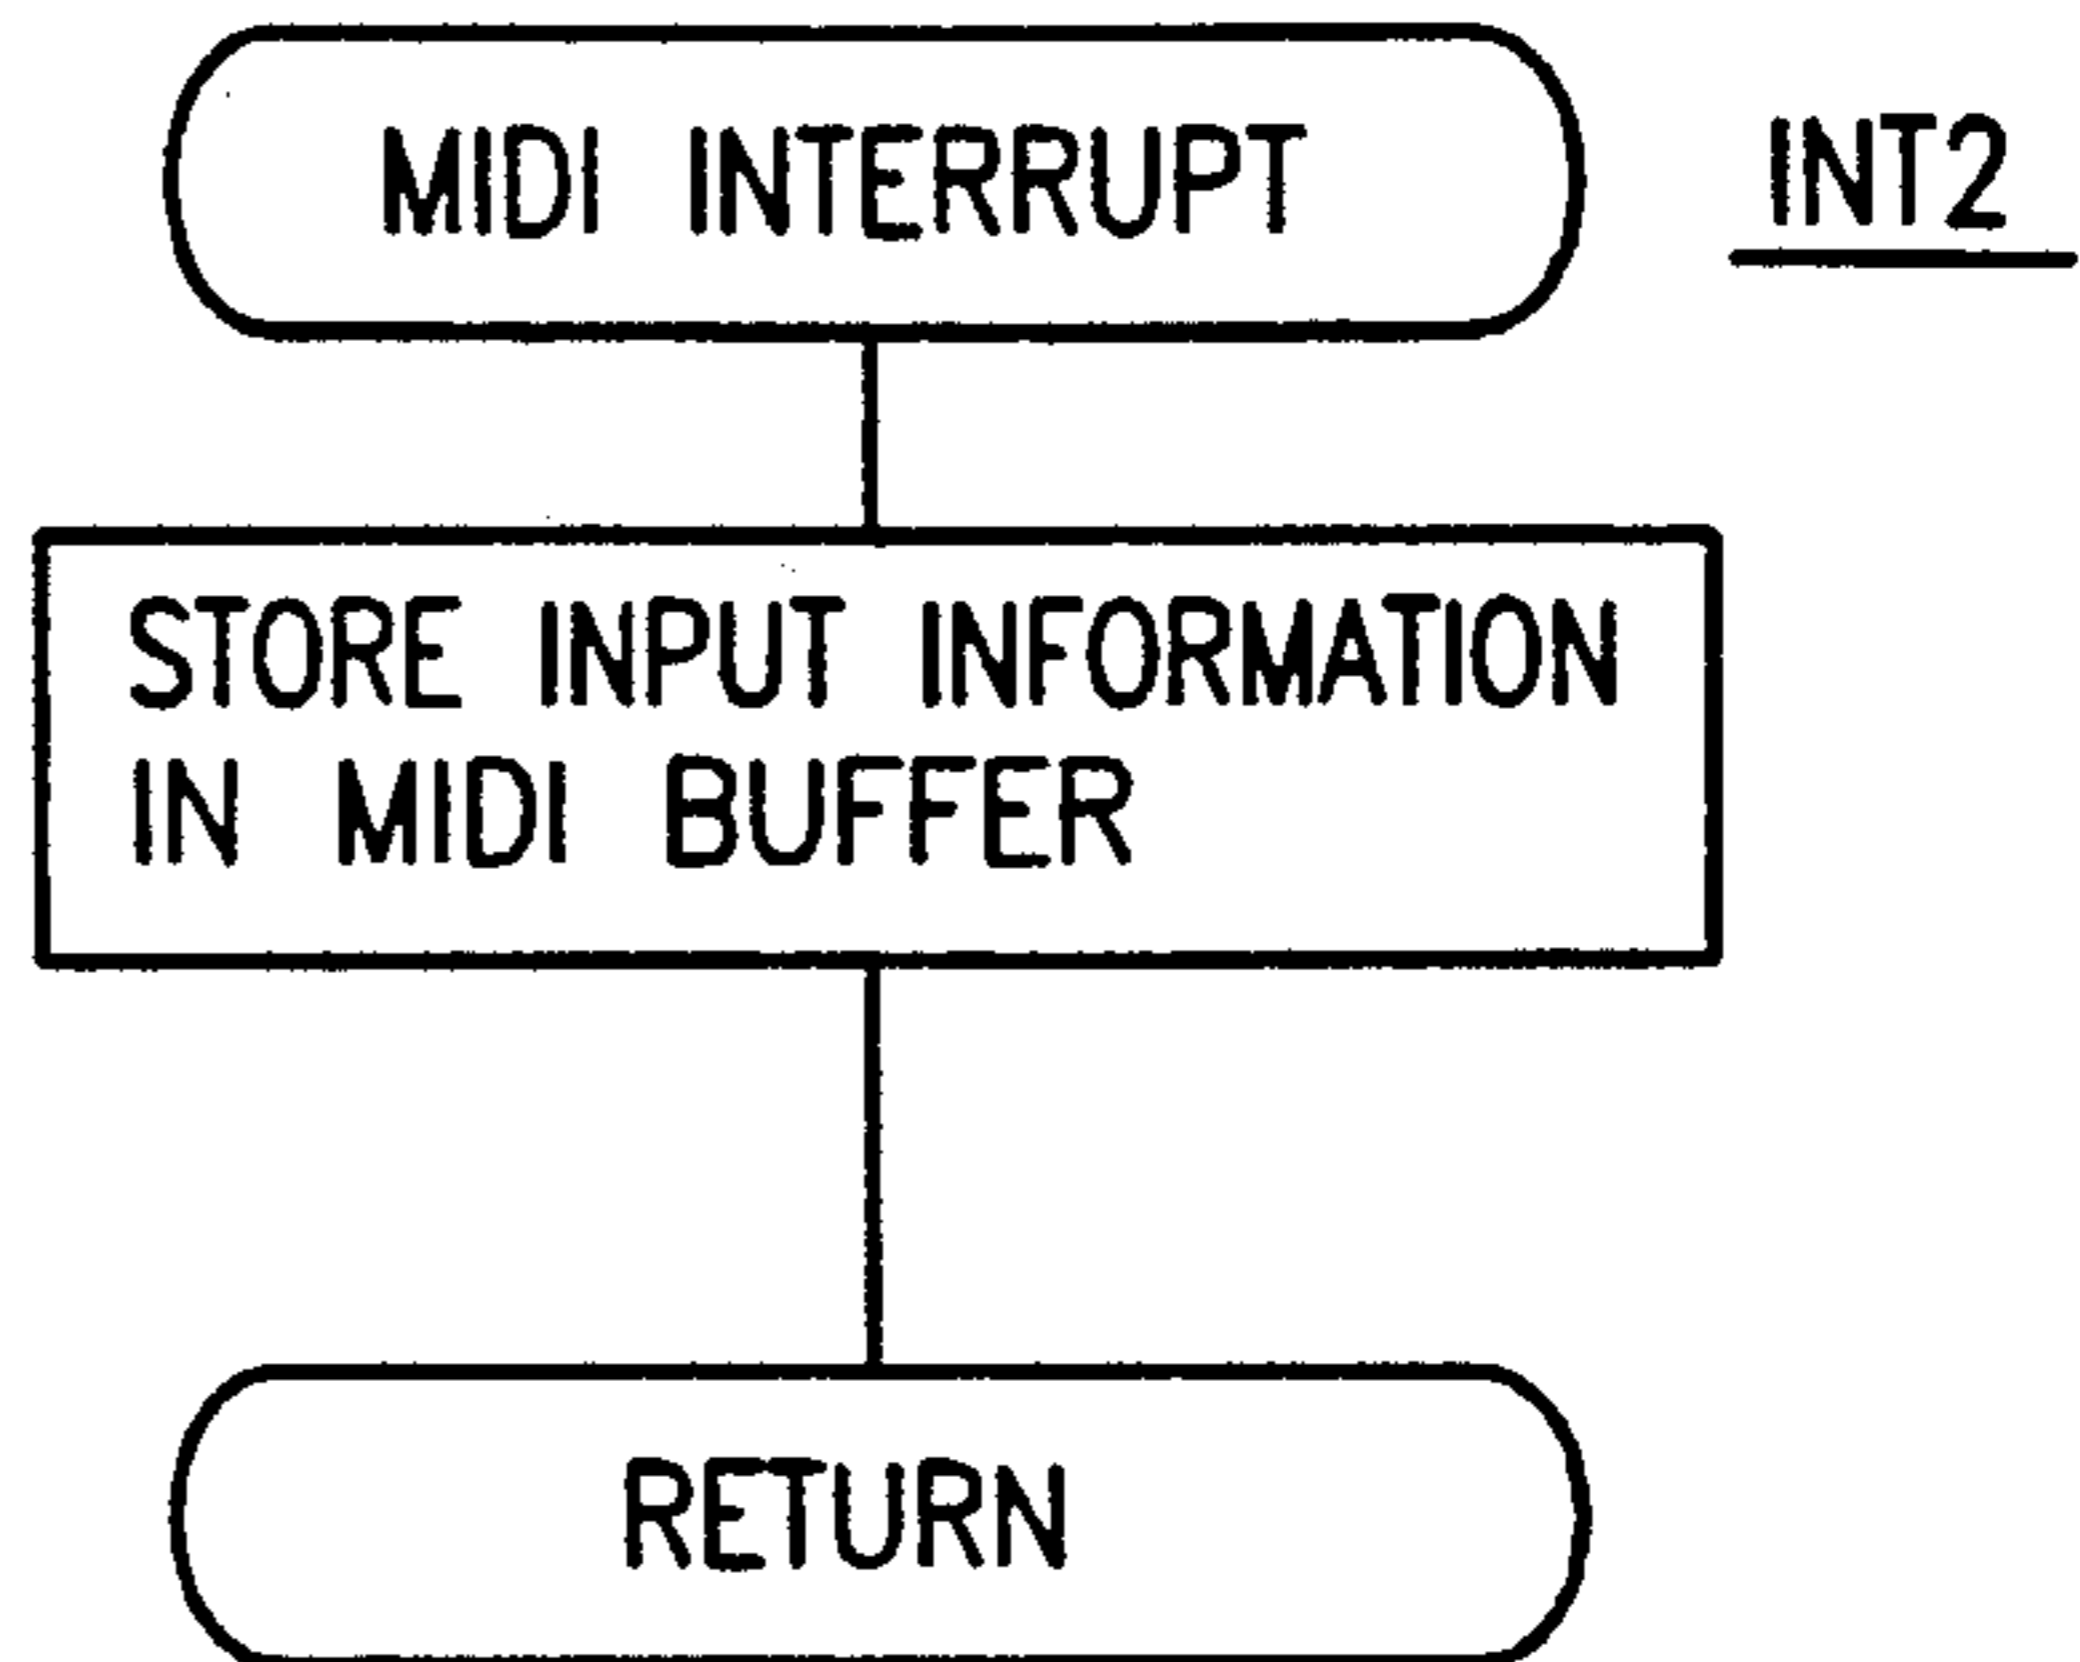 MIDI INTERRUPT
INT2
STORE INPUT INFORMATION
IN MIDI BUFFER
RETURN